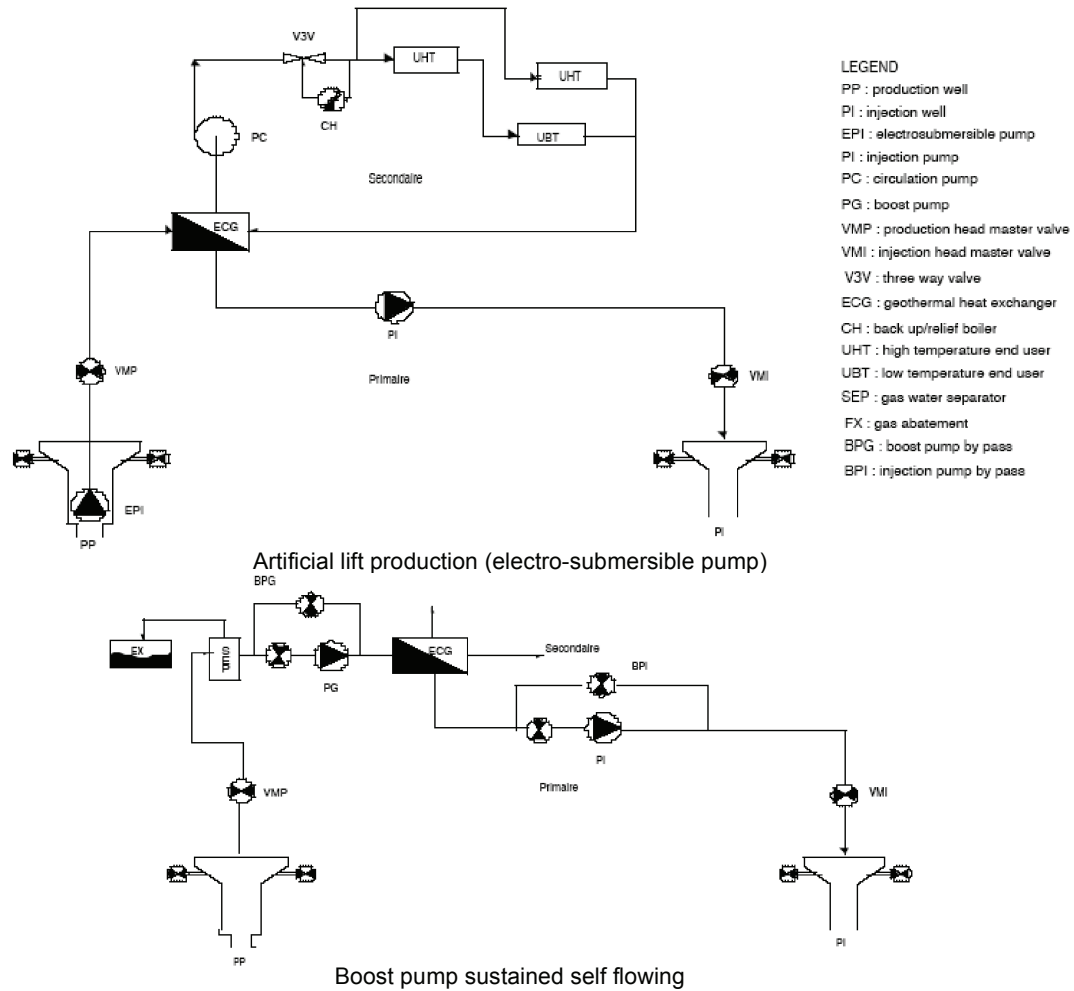 V3V
UHT
UHT
CH
PC
UBT
Secondaire
ECG
PI
VMP
Primaire
VMI
EPI
PP
PI
LEGEND
PP : production well
PI : injection well
EPI : electrosubmersible pump
PI : injection pump
PC : circulation pump
PG : boost pump
VMP : production head master valve
VMI : injection head master valve
V3V : three way valve
ECG : geothermal heat exchanger
CH : back up/relief boiler
UHT : high temperature end user
UBT : low temperature end user
SEP : gas water separator
FX : gas abatement
BPG : boost pump by pass
BPI : injection pump by pass
Artificial lift production (electro-submersible pump)
BPG
EX
SEP
ECG
Secondaire
PG
BPI
PI
Primaire
VMP
VMI
PP
PI
Boost pump sustained self flowing